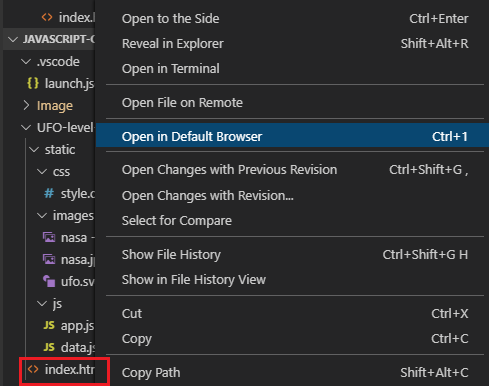 index.h
Open to the Side Ctrl+Enter
JAVASCRIPT-C
Reveal in Explorer Shift+Alt+R
.vscode
Open in Terminal
{} launch.js
Image
Open File on Remote
UFO-level-
Open in Default Browser Ctrl+1
static
css
Open Changes with Previous Revision Ctrl+Shift+G ,
# style.c
Open Changes with Revision...
images
Select for Compare
nasa -
Show File History Ctrl+Shift+G H
nasa.jp
ufo.sv
Show in File History View
js
Cut Ctrl+X
JS app.js
Copy Ctrl+C
JS data.js
<> index.htm
Copy Path Shift+Alt+C